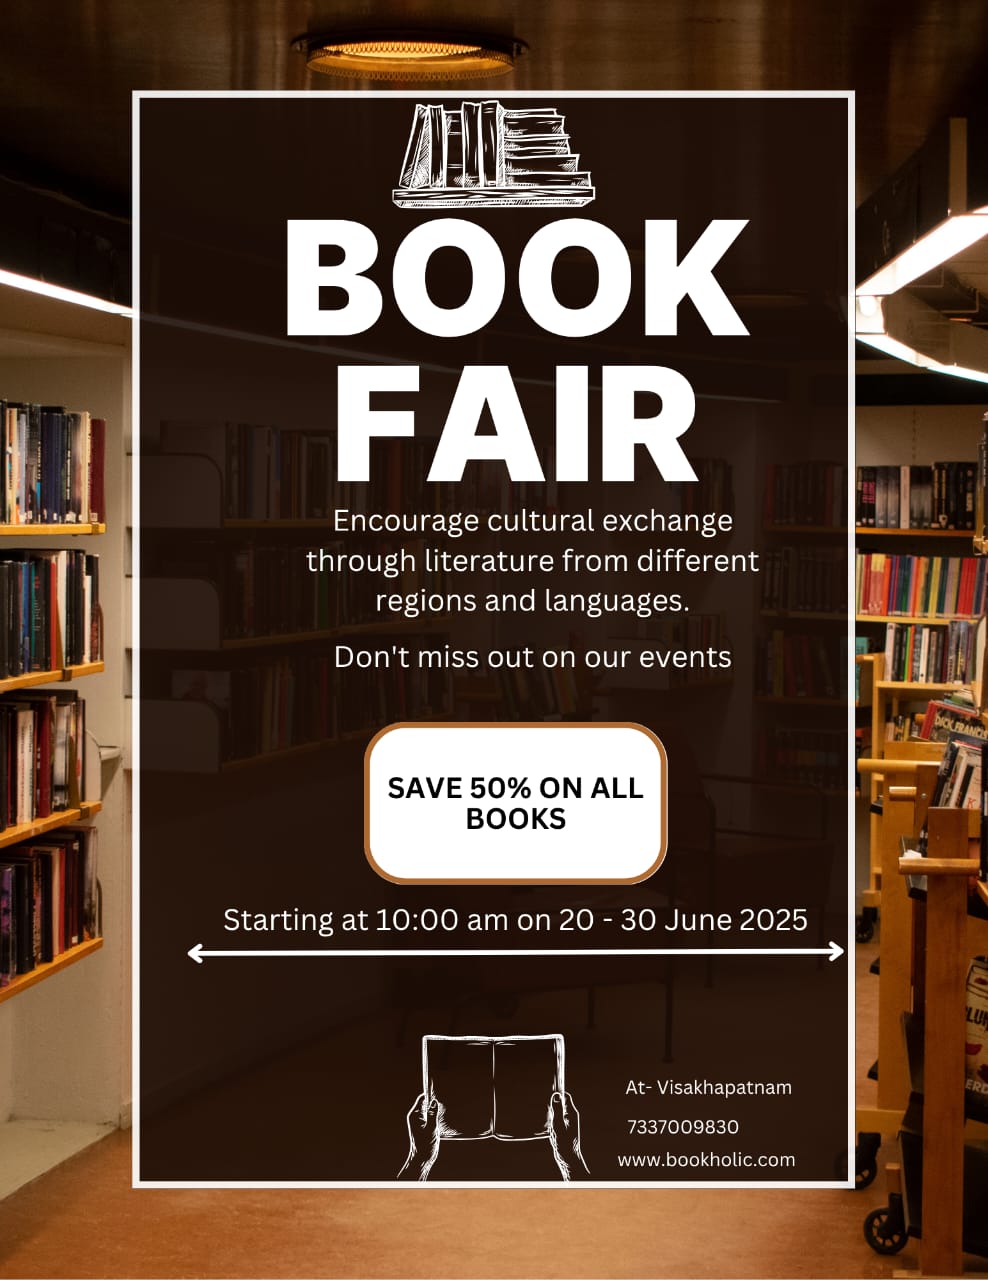 BOOK
FAIR
Encourage cultural exchange
through literature from different
regions and languages.
Don't miss out on our events
SAVE 50% ON ALL
BOOKS
Starting at 10:00 am on 20 - 30 June 2025
At- Visakhapatnam
7337009830
www.bookholic.com
DICK FRANCIS